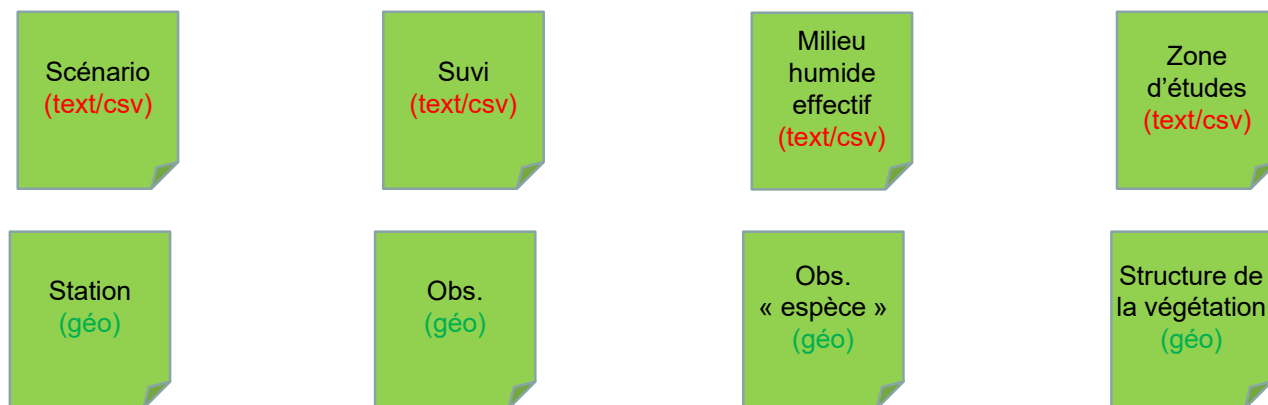 Scénario
(text/csv)
Suvi
(text/csv)
Milieu
humide
effectif
(text/csv)
Zone
d’études
(text/csv)
Station
(géo)
Obs.
(géo)
Obs.
« espèce »
(géo)
Structure de
la végétation
(géo)